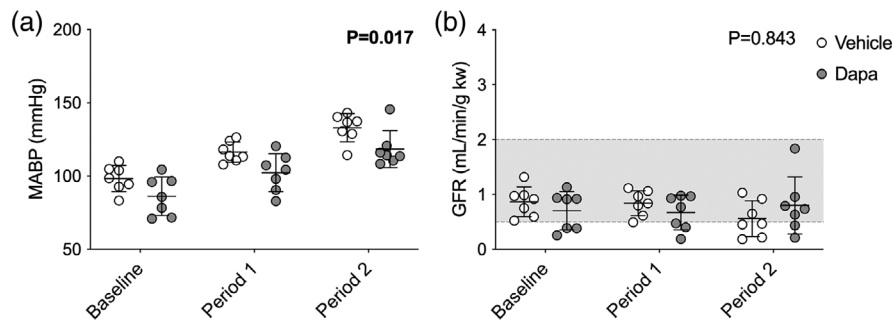 (a)
P=0.017
MABP (mmHg)
200
150
100
50
Baseline
Period 1
Period 2
(b)
P=0.843
GFR (mL/min/g kw)
4
3
2
1
0
Baseline
Period 1
Period 2
Vehicle
Dapa